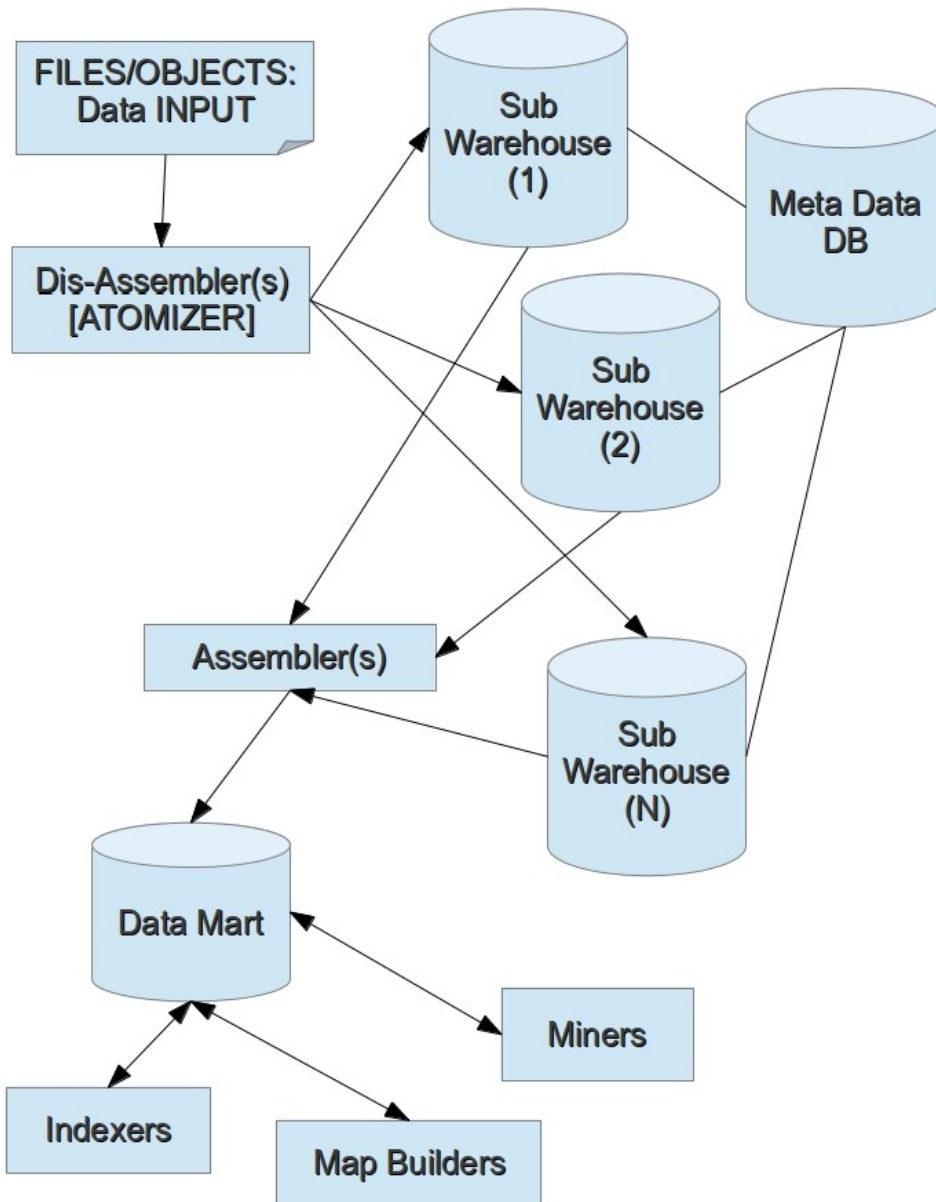 FILES/OBJECTS:
Data INPUT
Sub
Warehouse
(1)
Meta Data
DB
Dis-Assembler(s)
[ATOMIZER]
Sub
Warehouse
(2)
Assembler(s)
Sub
Warehouse
(N)
Data Mart
Miners
Indexers
Map Builders